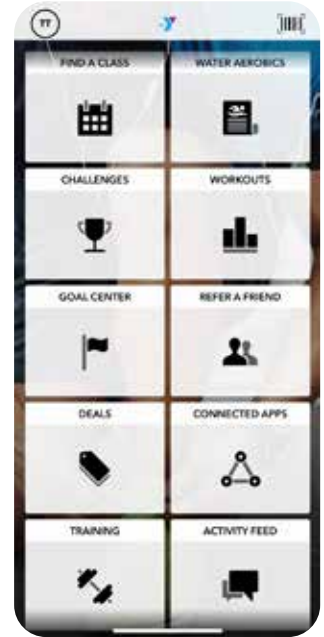 TT
FIND A CLASS
WATER AEROBICS
CHALLENGES
WORKOUTS
GOAL CENTER
REFER A FRIEND
DEALS
CONNECTED APPS
TRAINING
ACTIVITY FEED